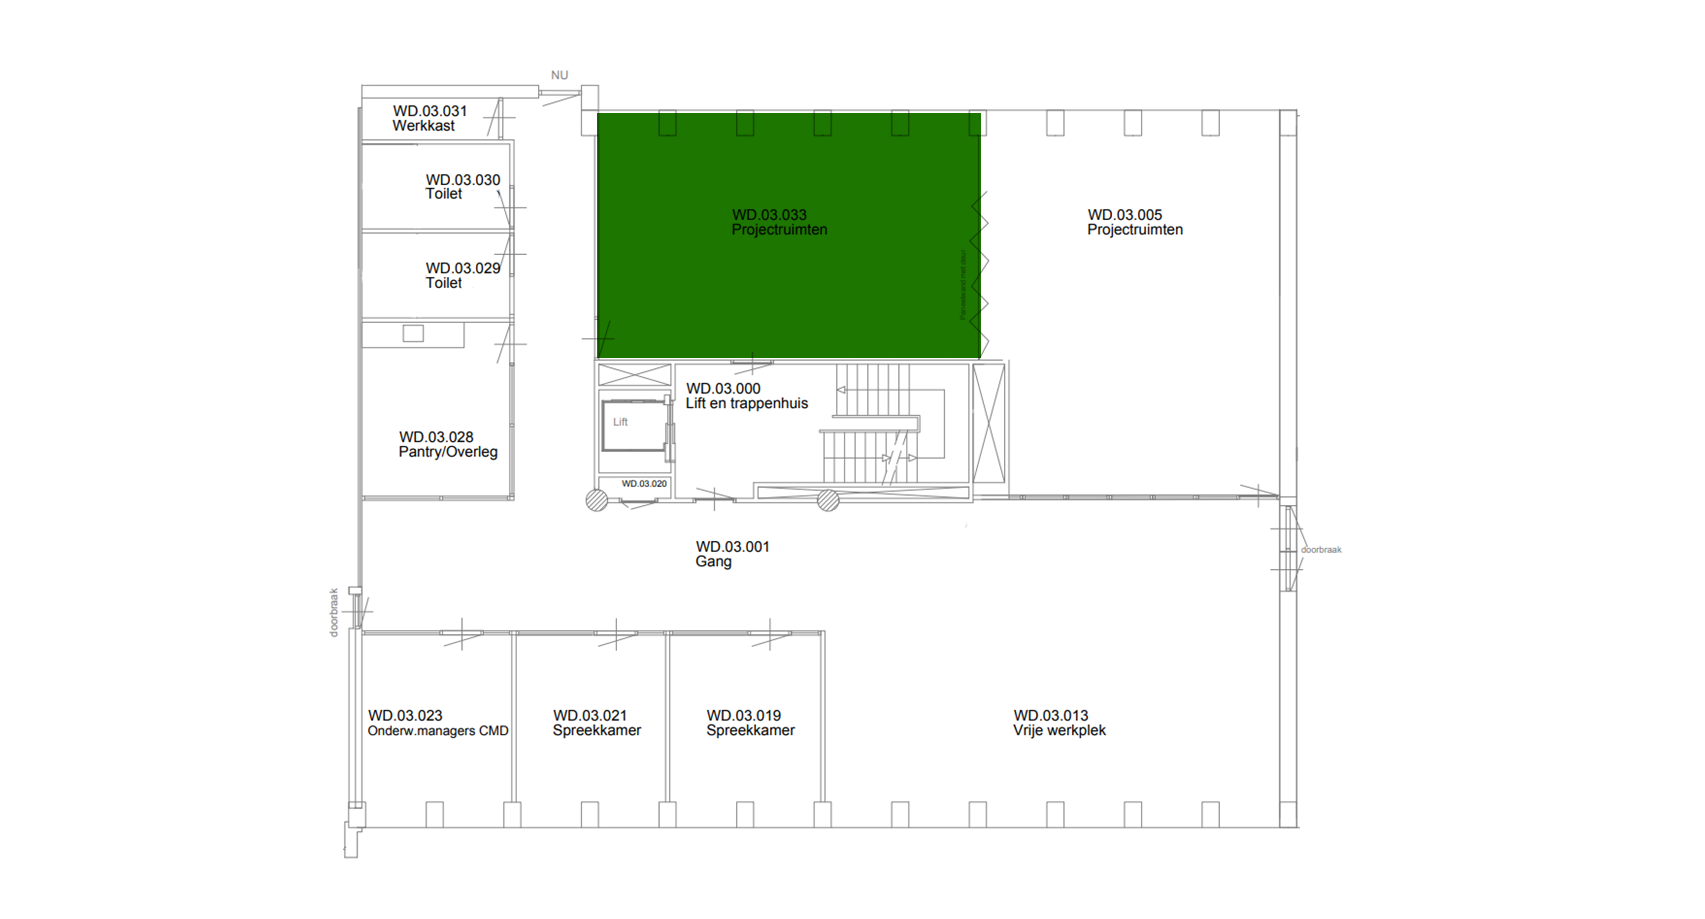 NU
WD.03.031
Werkkast
WD.03.030
Toilet
WD.03.033
Projectruimten
WD.03.005
Projectruimten
WD.03.029
Toilet
Paneelwand met deur
WD.03.000
Lift en trappenhuis
Lift
WD.03.028
Pantry/Overleg
WD.03.020
WD.03.001
Gang
doorbraak
doorbraak
WD.03.023
Onderw.managers CMD
WD.03.021
Spreekkamer
WD.03.019
Spreekkamer
WD.03.013
Vrije werkplek